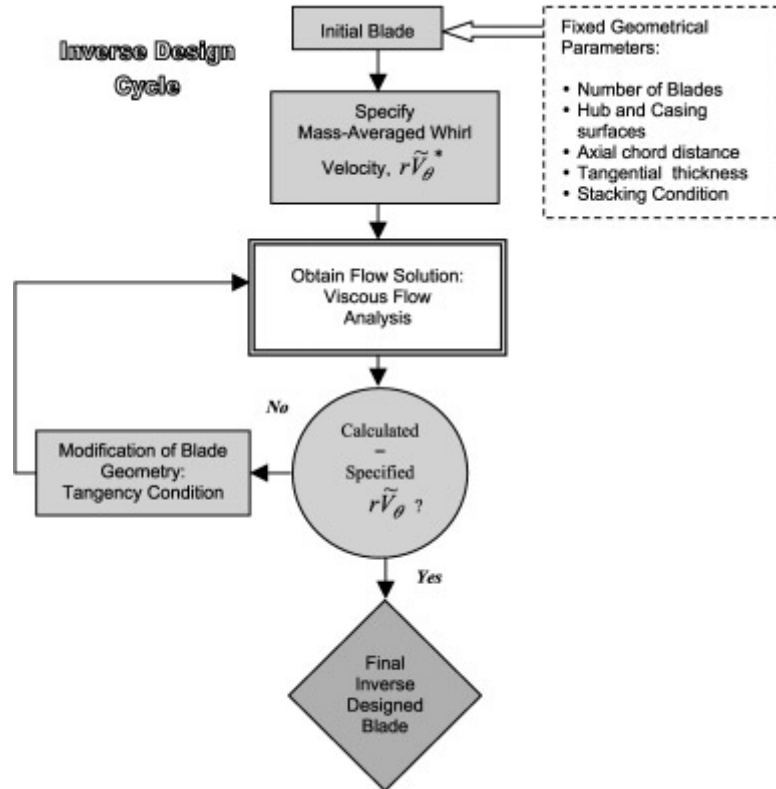 Inverse Design
Cycle
Initial Blade
Fixed Geometrical
Parameters:
• Number of Blades
• Hub and Casing
surfaces
• Axial chord distance
• Tangential thickness
• Stacking Condition
Specify
Mass-Averaged Whirl
Velocity, rṼθ*
Obtain Flow Solution:
Viscous Flow
Analysis
No
Calculated
–
Specified
rṼθ ?
Modification of Blade
Geometry:
Tangency Condition
Yes
Final
Inverse
Designed
Blade